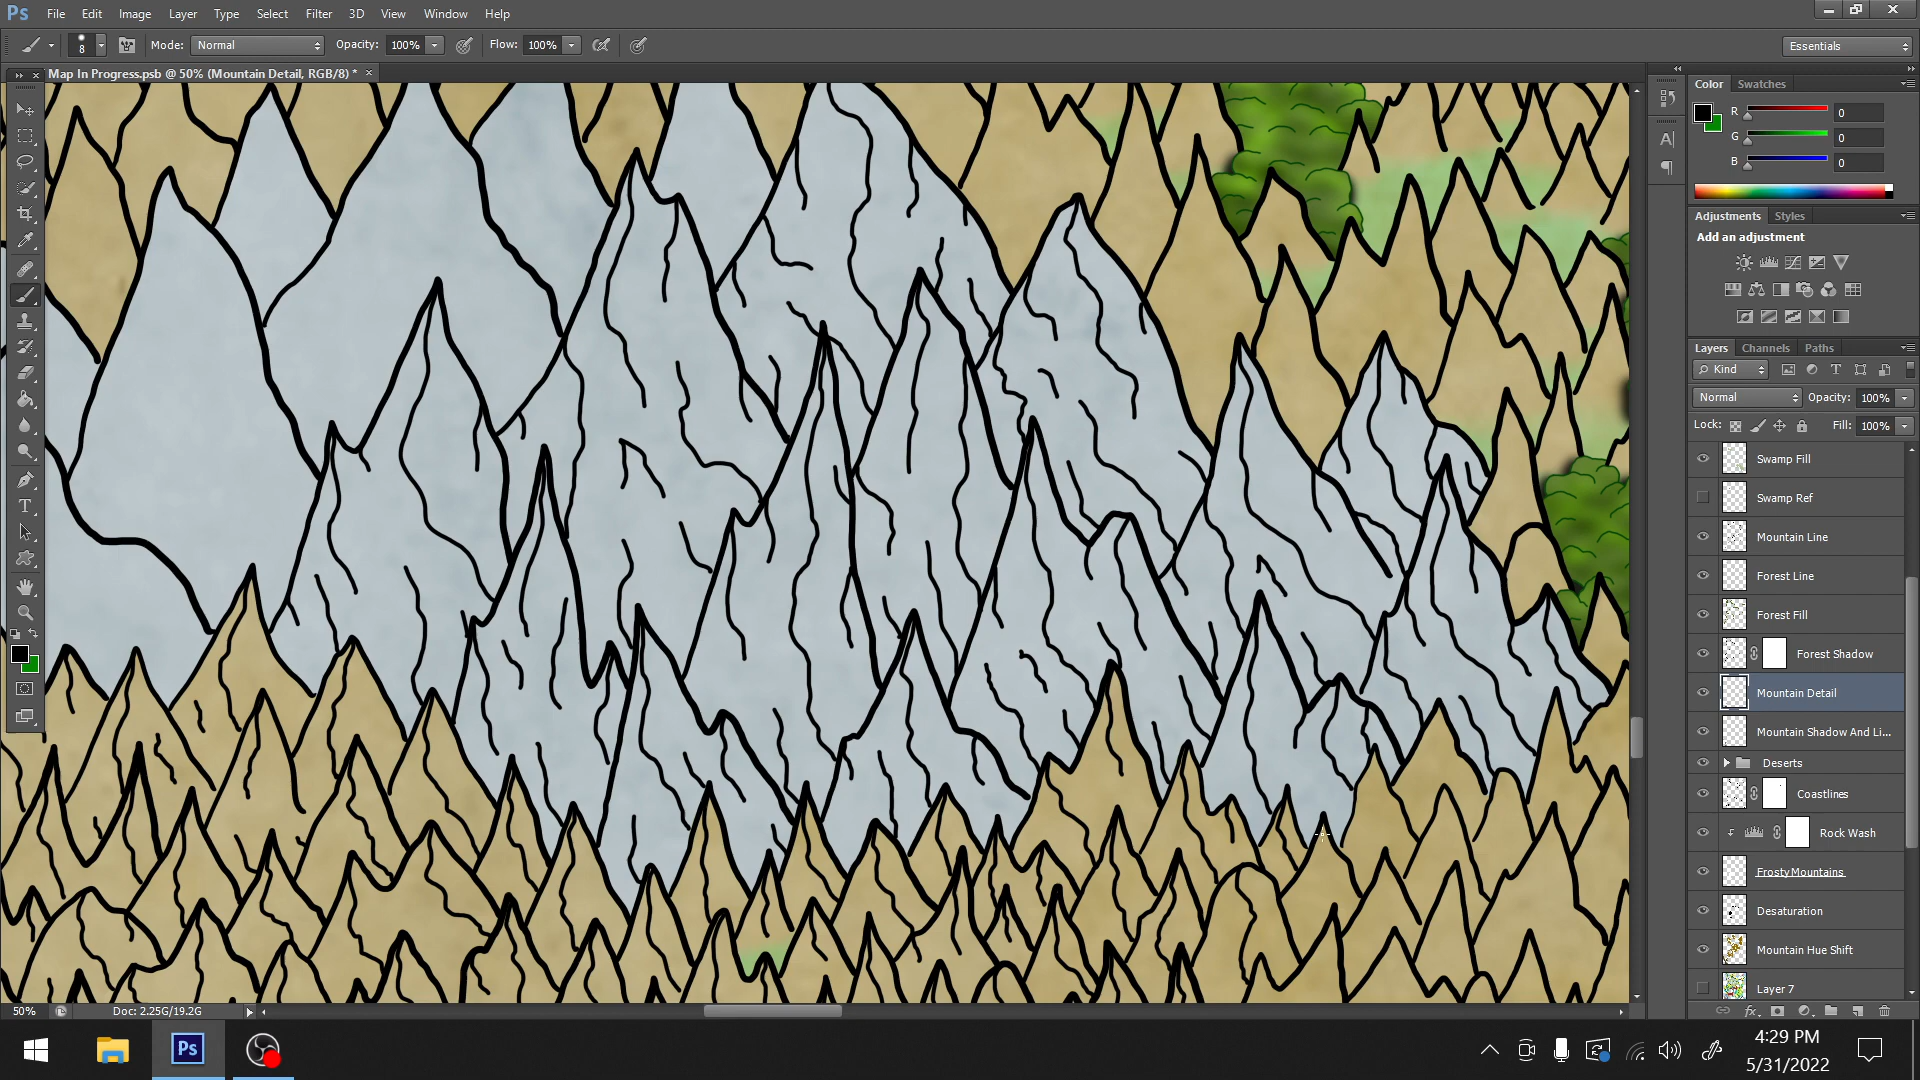 Ps File Edit Image Layer Type Select Filter 3D View Window Help
8 Mode: Normal Opacity: 100% Flow: 100% Essentials
Map In Progress.psb @ 50% (Mountain Detail, RGB/8) * ×
Color Swatches
R 0
G 0
B 0
Adjustments Styles
Add an adjustment
Layers Channels Paths
Kind
Normal Opacity: 100%
Lock: Fill: 100%
Swamp Fill
Swamp Ref
Mountain Line
Forest Line
Forest Fill
Forest Shadow
Mountain Detail
Mountain Shadow And Li...
Deserts
Coastlines
Rock Wash
FrostyMountains
Desaturation
Mountain Hue Shift
Layer 7
50% Doc: 2.25G/19.2G
Ps
4:29 PM
5/31/2022